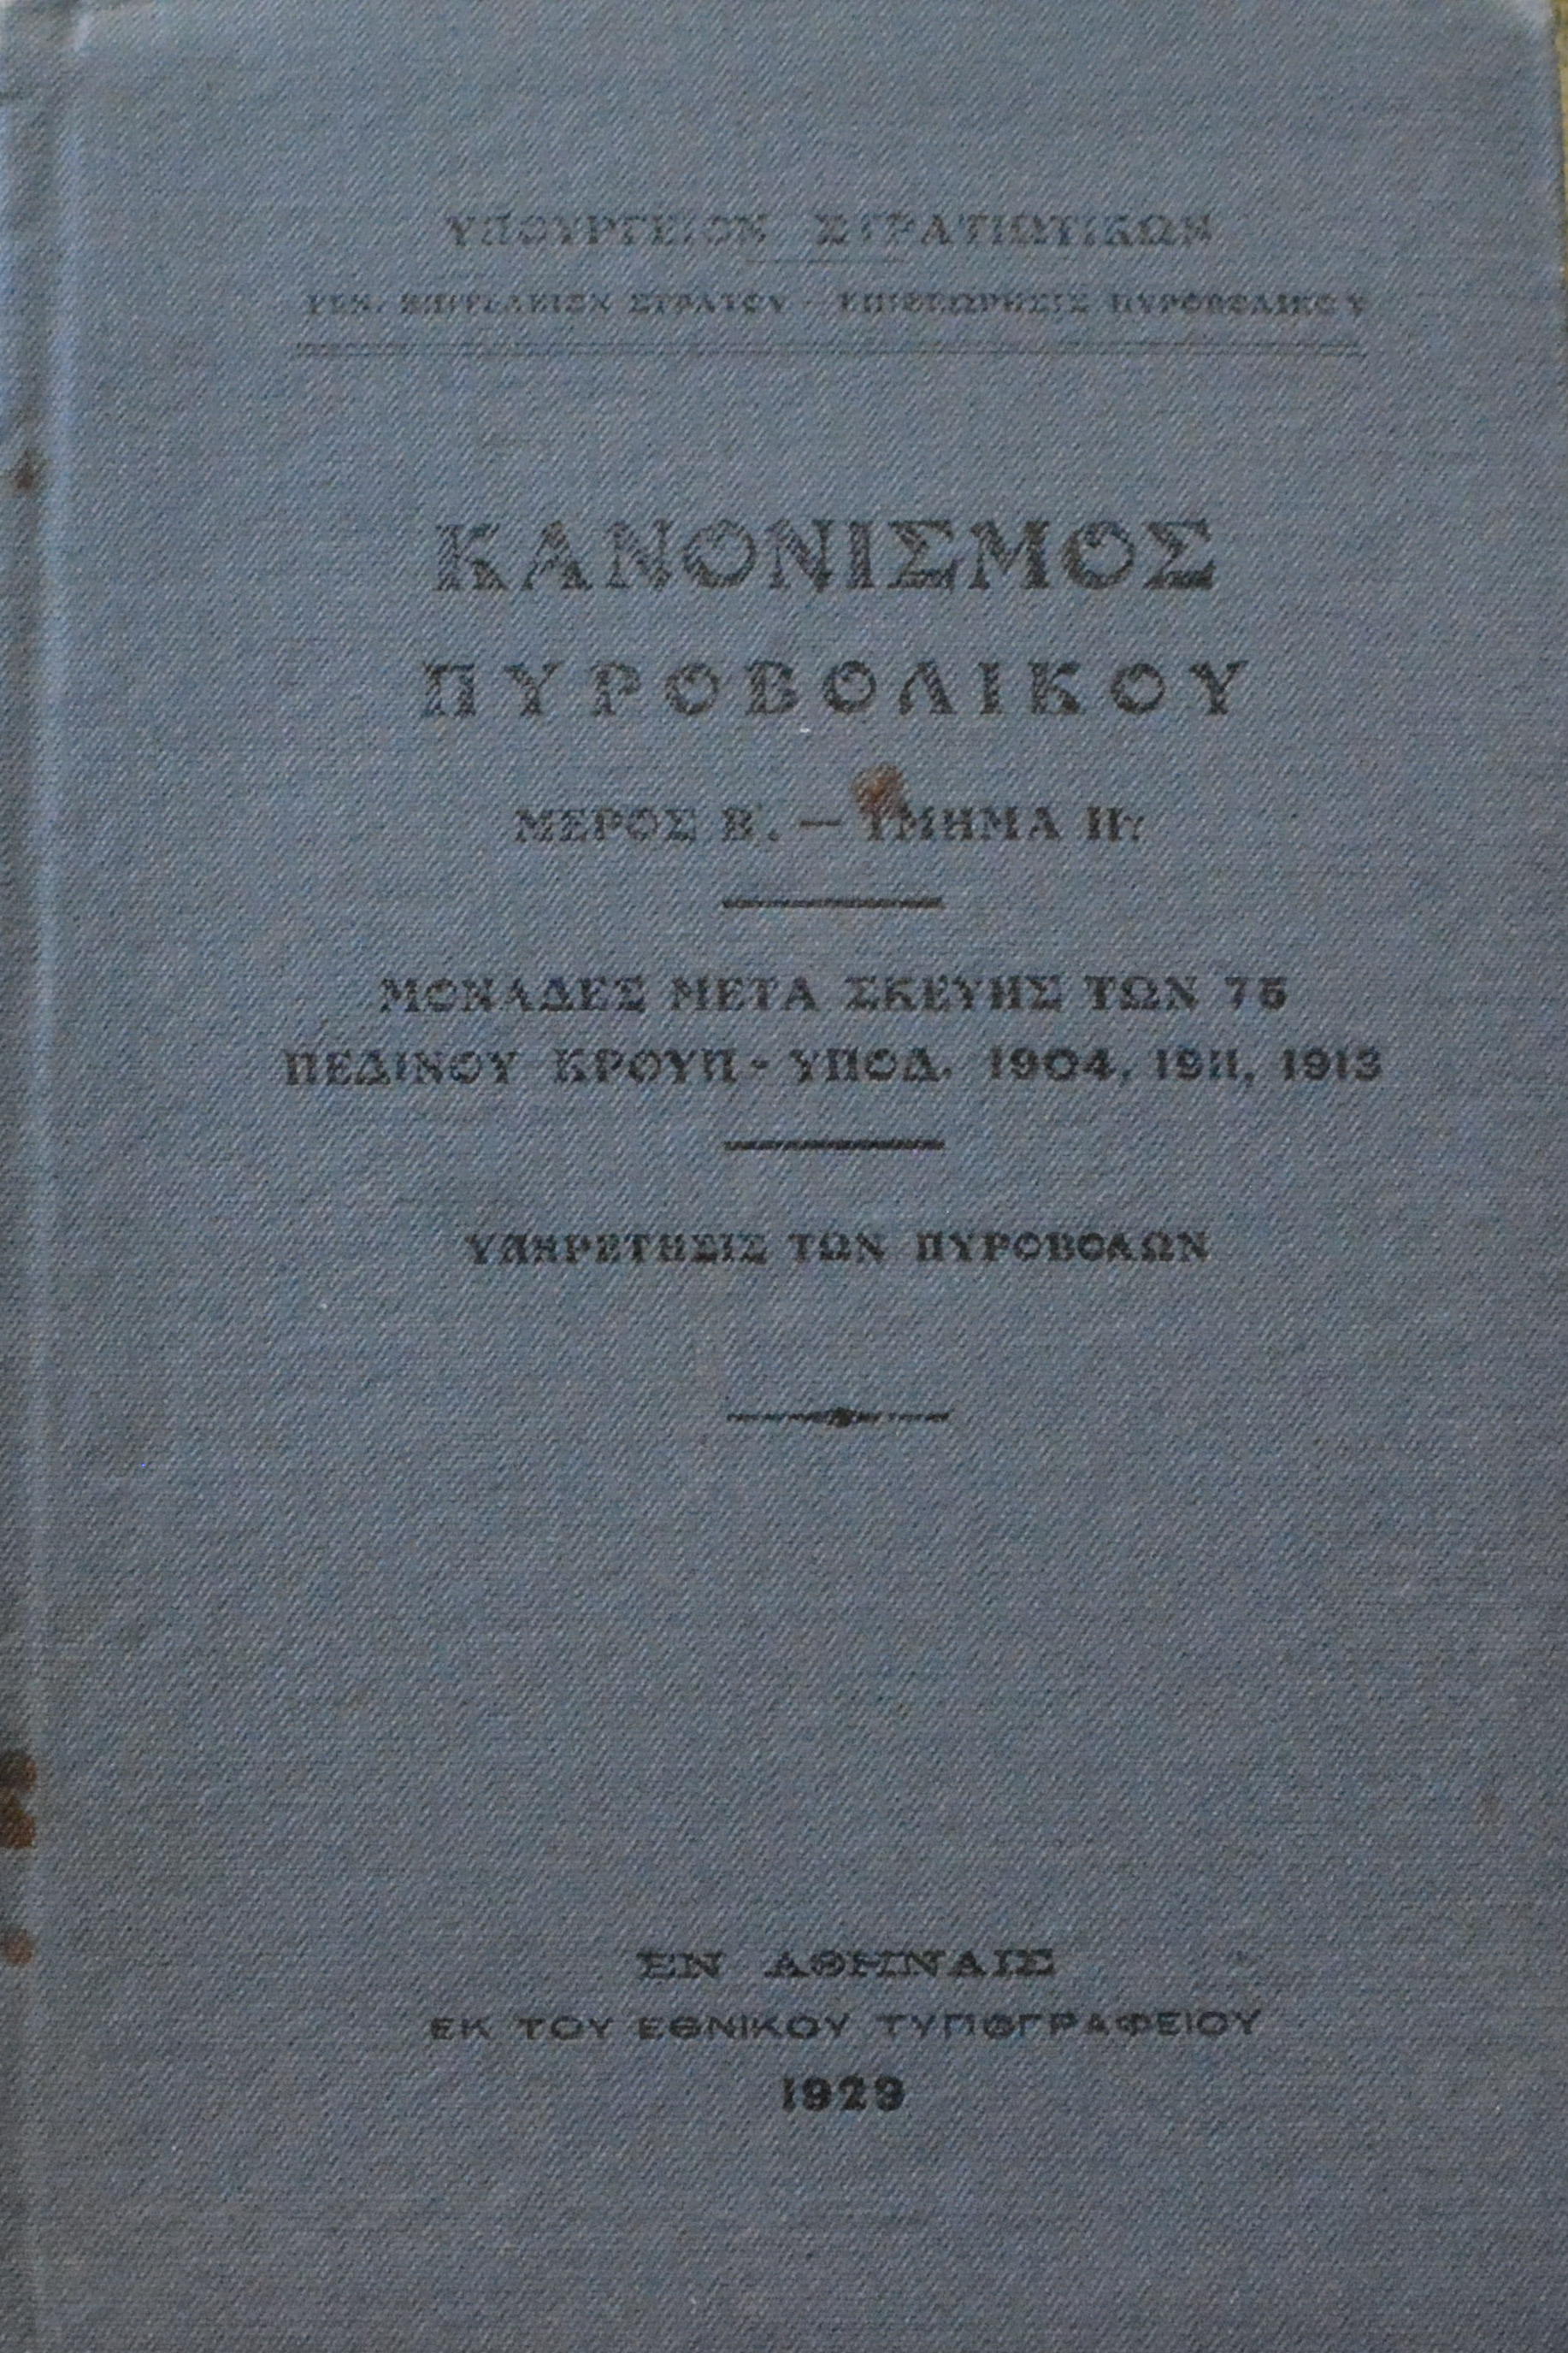 ΥΠΟΥΡΓΕΙΟΝ ΣΤΡΑΤΙΩΤΙΚΩΝ
ΓΕΝ. ΕΠΙΤΕΛΕΙΟΝ ΣΤΡΑΤΟΥ - ΕΠΙΘΕΩΡΗΣΙΣ ΠΥΡΟΒΟΛΙΚΟΥ
ΚΑΝΟΝΙΣΜΟΣ
ΠΥΡΟΒΟΛΙΚΟΥ
ΜΕΡΟΣ Β'. — ΤΜΗΜΑ ΙΙγ
ΜΟΝΑΔΕΣ ΜΕΤΑ ΣΚΕΥΗΣ ΤΩΝ 75
ΠΕΔΙΝΟΥ ΚΡΟΥΠ - ΥΠΟΔ. 1904, 1911, 1913
ΥΠΗΡΕΤΗΣΙΣ ΤΩΝ ΠΥΡΟΒΟΛΩΝ
ΕΝ ΑΘΗΝΑΙΣ
ΕΚ ΤΟΥ ΕΘΝΙΚΟΥ ΤΥΠΟΓΡΑΦΕΙΟΥ
1929